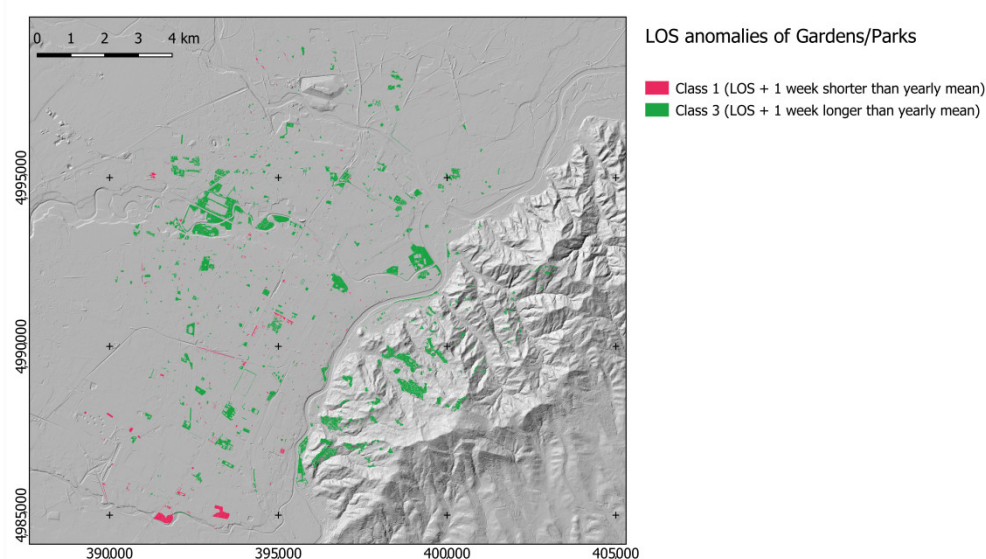 LOS anomalies of Gardens/Parks
0 1 2 3 4 km
Class 1 (LOS + 1 week shorter than yearly mean)
Class 3 (LOS + 1 week longer than yearly mean)
4995000
4990000
4985000
390000 395000 400000 405000